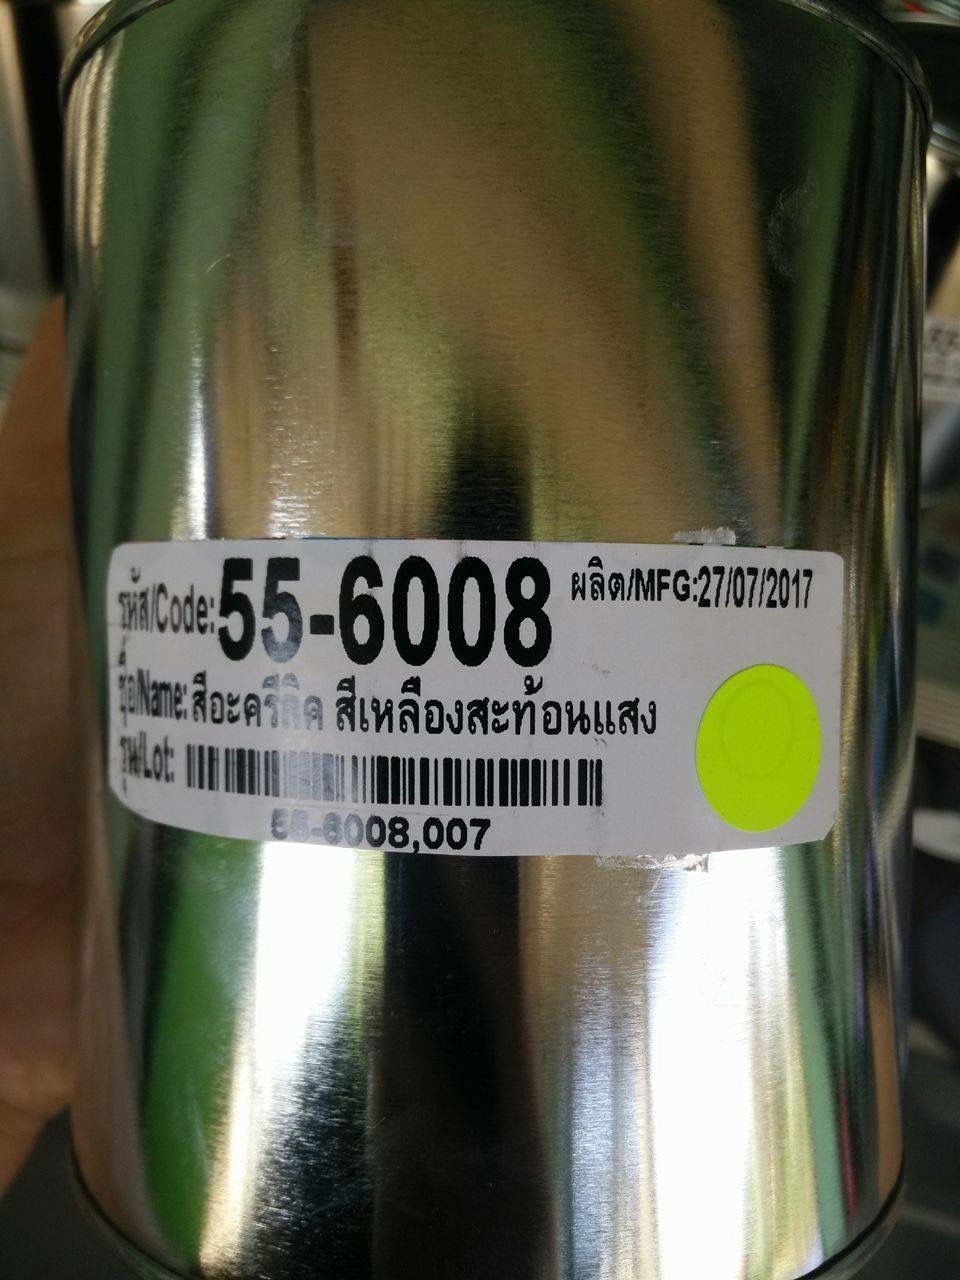 รหัส/Code: 55-6008 ผลิต/MFG:27/07/2017
ชื่อ/Name: สีอะครีลิค สีเหลืองสะท้อนแสง
รุ่น/Lot:
55-6008,007